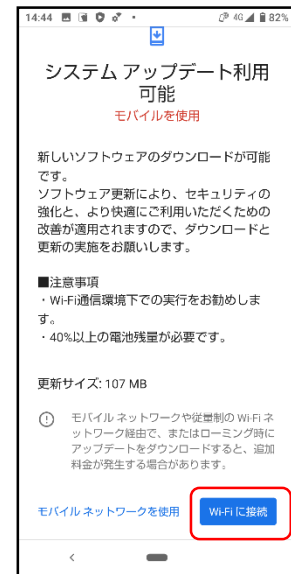 14:44 4G 82%
システム アップデート利用
可能
モバイルを使用
新しいソフトウェアのダウンロードが可能
です。
ソフトウェア更新により、セキュリティの
強化と、より快適にご利用いただくための
改善が適用されますので、ダウンロードと
更新の実施をお願いします。
■注意事項
・Wi-Fi通信環境下での実行をお勧めしま
す。
・40%以上の電池残量が必要です。
更新サイズ: 107 MB
モバイル ネットワークや従量制の Wi-Fi ネ
ットワーク経由で、またはローミング時に
アップデートをダウンロードすると、追加
料金が発生する場合があります。
モバイル ネットワークを使用 Wi-Fi に接続